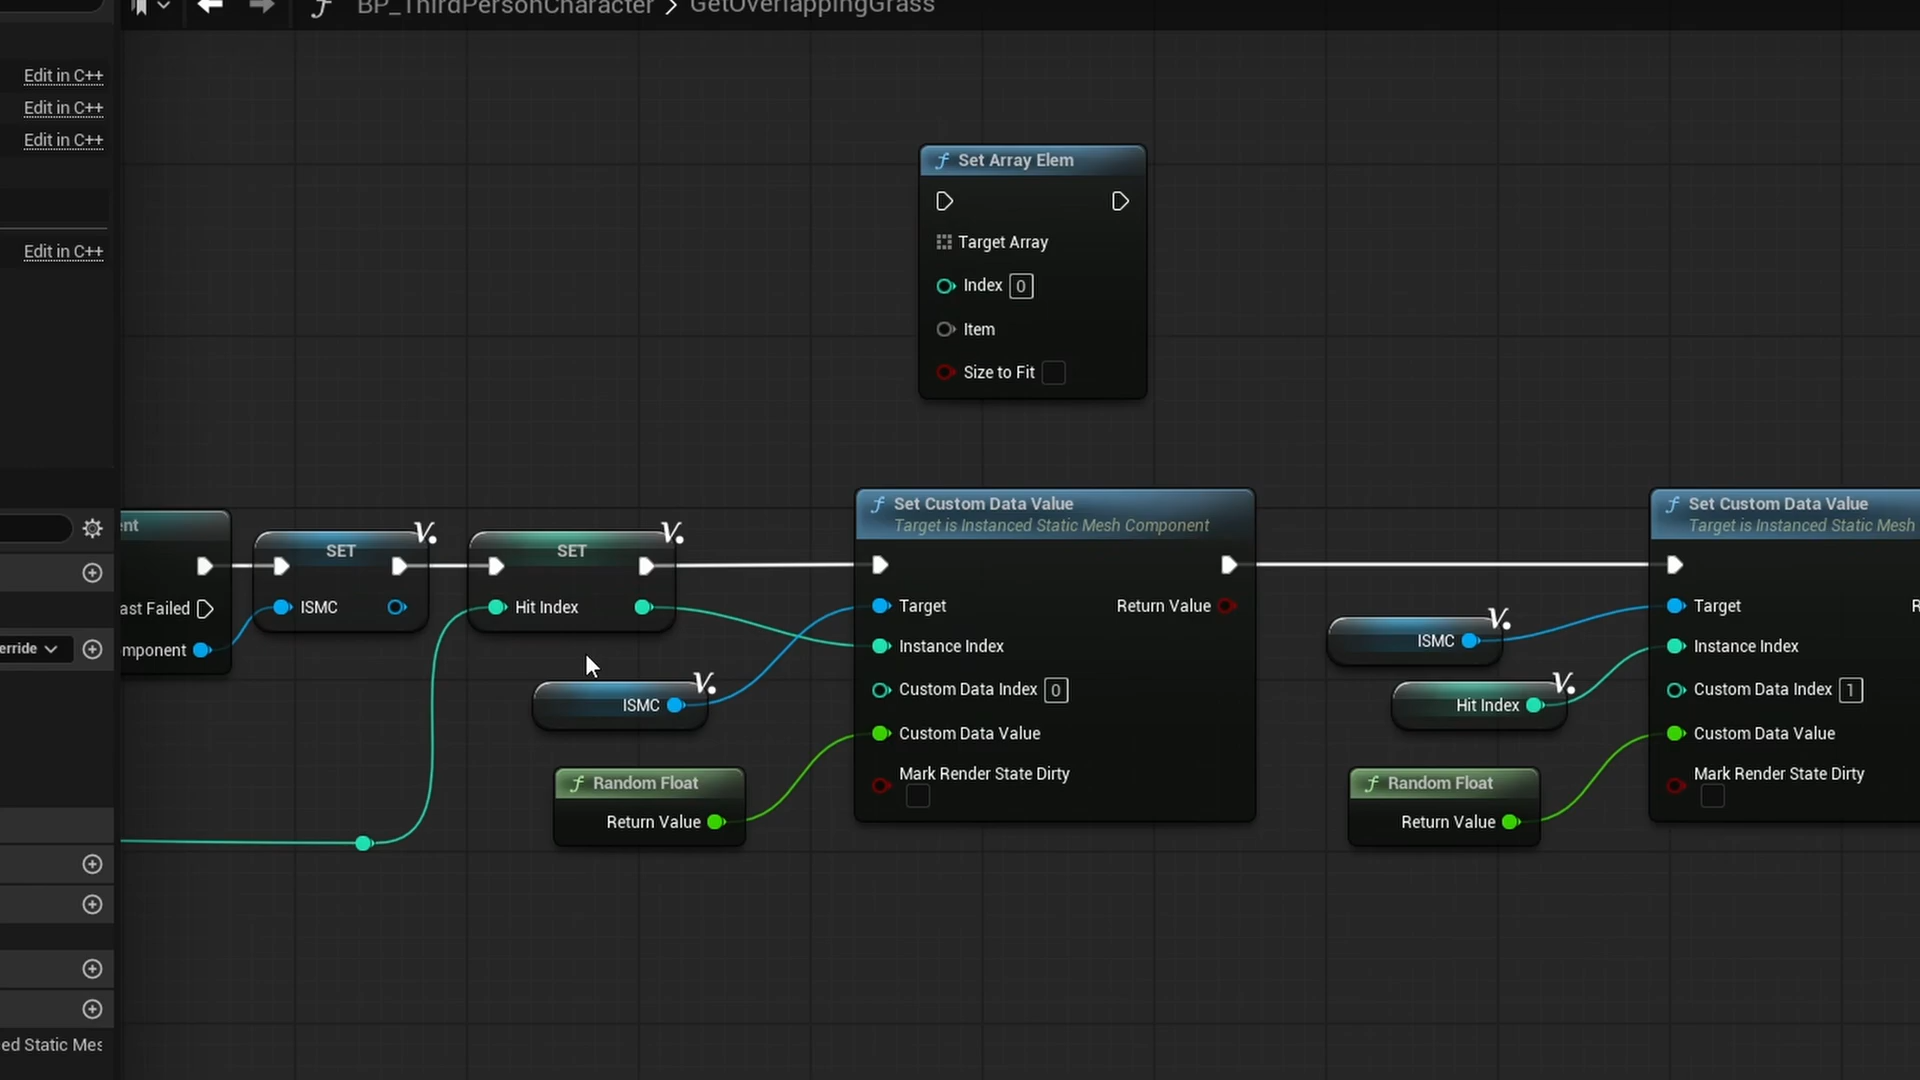 BP_ThirdPersonCharacter > GetOverlappingGrass
Edit in C++
Edit in C++
Edit in C++
Edit in C++
erride
ed Static Mes
Set Array Elem
Target Array
Index 0
Item
Size to Fit
ent
ast Failed
mponent
SET
ISMC
SET
Hit Index
ISMC
Random Float
Return Value
Set Custom Data Value
Target is Instanced Static Mesh Component
Target
Return Value
Instance Index
Custom Data Index 0
Custom Data Value
Mark Render State Dirty
ISMC
Hit Index
Random Float
Return Value
Set Custom Data Value
Target is Instanced Static Mesh
Target
R
Instance Index
Custom Data Index 1
Custom Data Value
Mark Render State Dirty